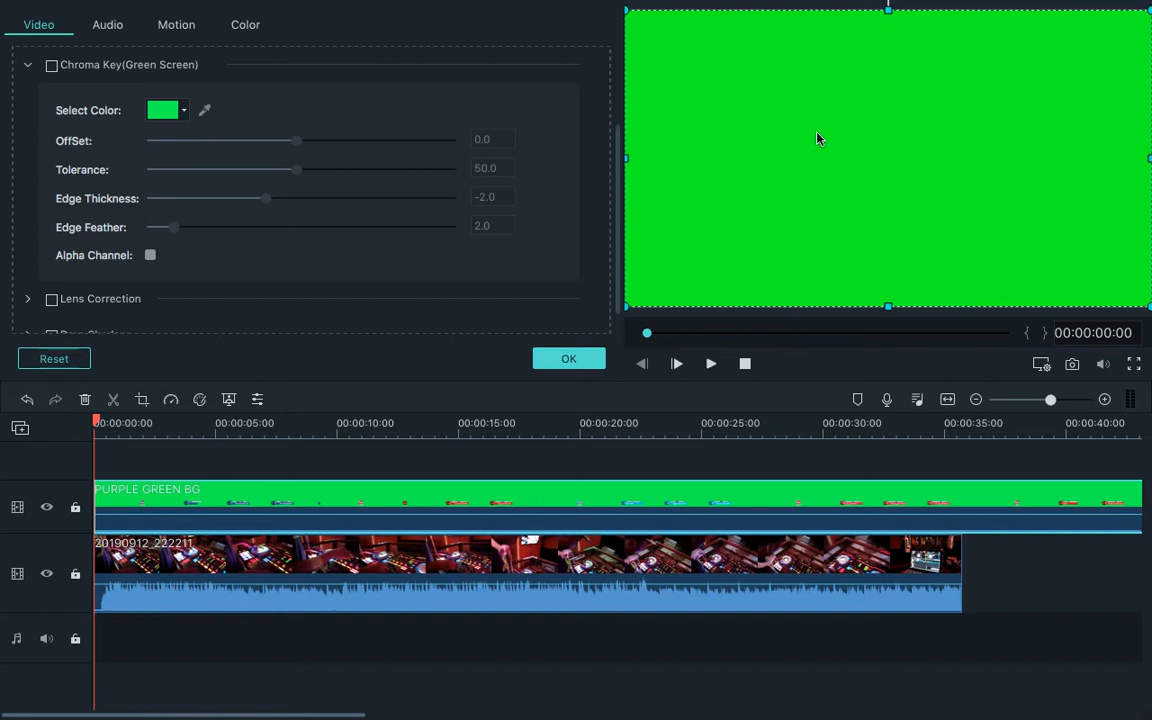 Video Audio Motion Color
Chroma Key(Green Screen)
Select Color:
OffSet: 0.0
Tolerance: 50.0
Edge Thickness: -2.0
Edge Feather: 2.0
Alpha Channel:
Lens Correction
Reset OK
{ } 00:00:00:00
00:00:00:00 00:00:05:00 00:00:10:00 00:00:15:00 00:00:20:00 00:00:25:00 00:00:30:00 00:00:35:00 00:00:40:00
PURPLE GREEN BG
20190912_222211